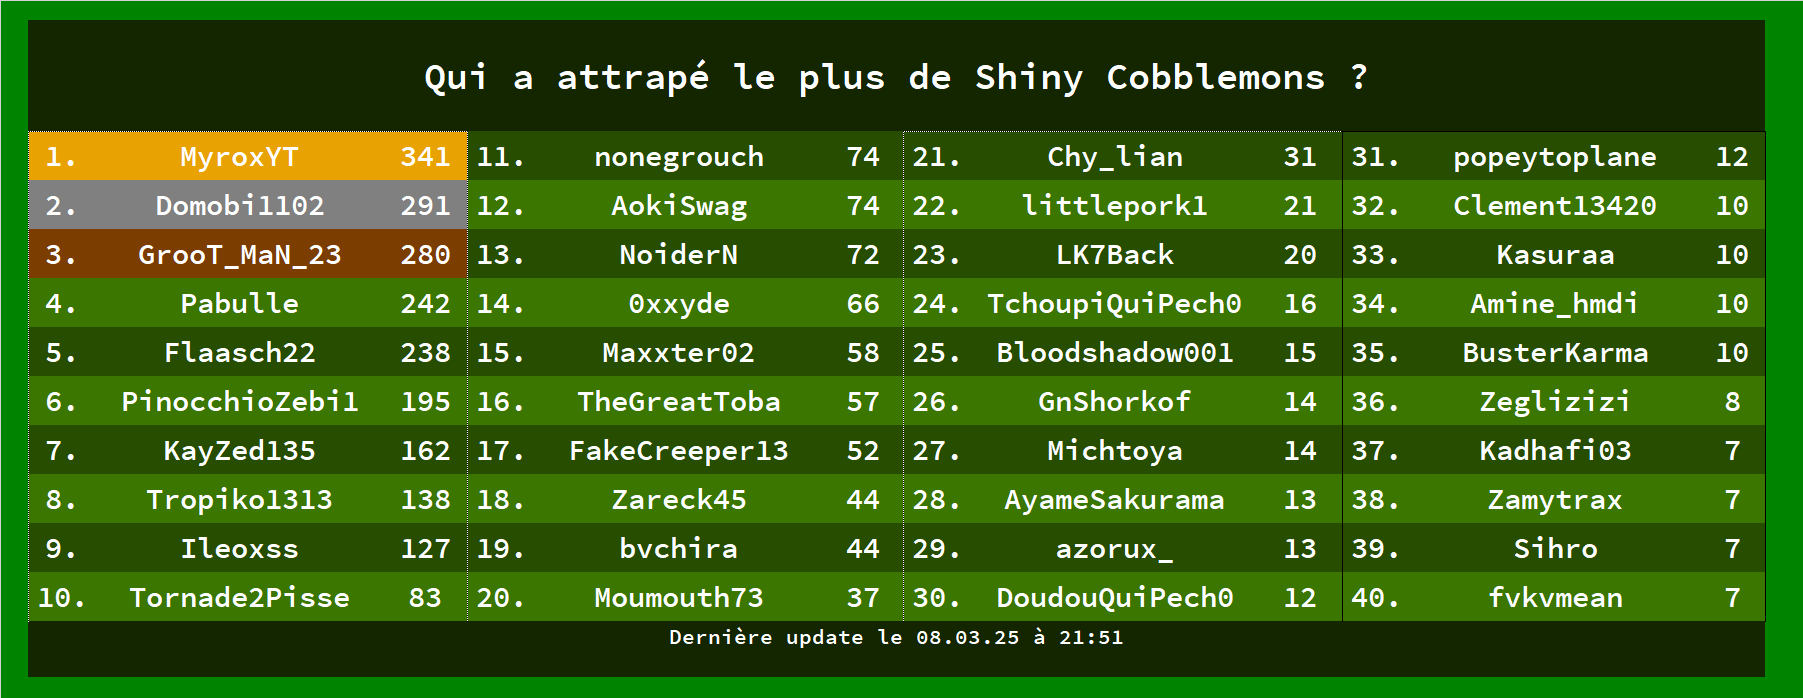 Qui a attrapé le plus de Shiny Cobblemons ?
1. MyroxYT 341 11. nonegrouch 74 21. Chy_lian 31 31. popeytoplane 12
2. Domobi1102 291 12. AokiSwag 74 22. littlepork1 21 32. Clement13420 10
3. GrooT_MaN_23 280 13. NoiderN 72 23. LK7Back 20 33. Kasuraa 10
4. Pabulle 242 14. 0xxyde 66 24. TchoupiQuiPech0 16 34. Amine_hmdi 10
5. Flaasch22 238 15. Maxxter02 58 25. Bloodshadow001 15 35. BusterKarma 10
6. PinocchioZebi1 195 16. TheGreatToba 57 26. GnShorkof 14 36. Zeglizizi 8
7. KayZed135 162 17. FakeCreeper13 52 27. Michtoya 14 37. Kadhafi03 7
8. Tropiko1313 138 18. Zareck45 44 28. AyameSakurama 13 38. Zamytrax 7
9. Ileoxss 127 19. bvchira 44 29. azorux_ 13 39. Sihro 7
10. Tornade2Pisse 83 20. Moumouth73 37 30. DoudouQuiPech0 12 40. fvkvmean 7
Dernière update le 08.03.25 à 21:51